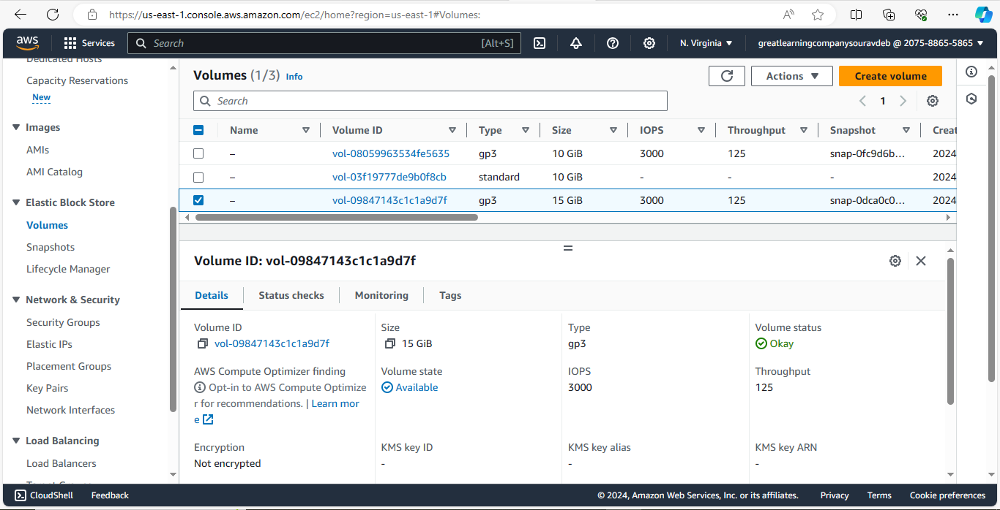 https://us-east-1.console.aws.amazon.com/ec2/home?region=us-east-1#Volumes:
aws
Services
Search
[Alt+S]
N. Virginia
greatlearningcompanysouravdeb @ 2075-8865-5865
Dedicated Hosts
Capacity Reservations
New
Images
AMIs
AMI Catalog
Elastic Block Store
Volumes
Snapshots
Lifecycle Manager
Network & Security
Security Groups
Elastic IPs
Placement Groups
Key Pairs
Network Interfaces
Load Balancing
Load Balancers
Volumes (1/3) Info
Actions
Create volume
Search
1
Name Volume ID Type Size IOPS Throughput Snapshot Creat
– vol-08059963534fe5635 gp3 10 GiB 3000 125 snap-0fc9d6b... 2024
– vol-03f19777de9b0f8cb standard 10 GiB - - - 2024
– vol-09847143c1c1a9d7f gp3 15 GiB 3000 125 snap-0dca0c0... 2024
Volume ID: vol-09847143c1c1a9d7f
Details Status checks Monitoring Tags
Volume ID
vol-09847143c1c1a9d7f
Size
15 GiB
Type
gp3
Volume status
Okay
AWS Compute Optimizer finding
Opt-in to AWS Compute Optimize
r for recommendations. | Learn mor
e
Volume state
Available
IOPS
3000
Throughput
125
Encryption
Not encrypted
KMS key ID
-
KMS key alias
-
KMS key ARN
-
CloudShell Feedback
© 2024, Amazon Web Services, Inc. or its affiliates. Privacy Terms Cookie preferences